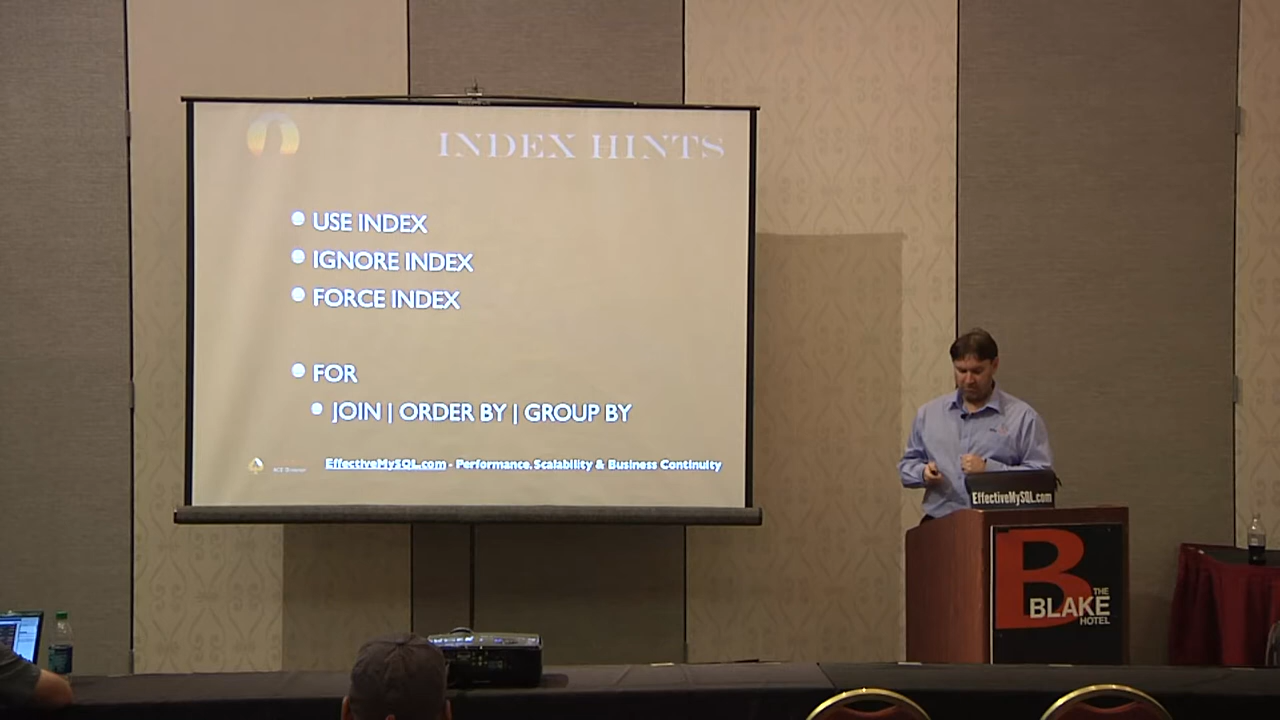 INDEX HINTS
USE INDEX
IGNORE INDEX
FORCE INDEX
FOR
JOIN | ORDER BY | GROUP BY
EffectiveMySQL.com - Performance, Scalability & Business Continuity
EffectiveMySQL.com
B
THE
BLAKE
HOTEL